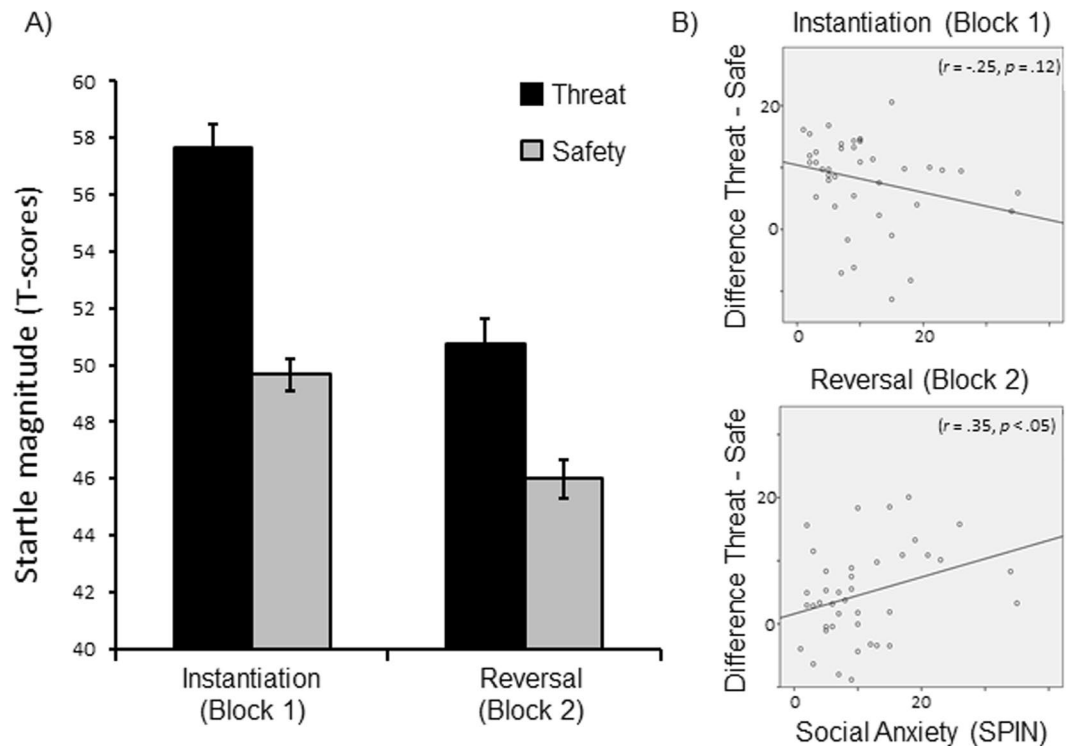 A)
Startle magnitude (T-scores)
60
58
56
54
52
50
48
46
44
42
40
Threat
Safety
Instantiation
(Block 1)
Reversal
(Block 2)
B)
Instantiation (Block 1)
(r = -.25, p = .12)
Difference Threat - Safe
20
0
0
20
Reversal (Block 2)
(r = .35, p < .05)
Difference Threat - Safe
20
0
0
20
Social Anxiety (SPIN)